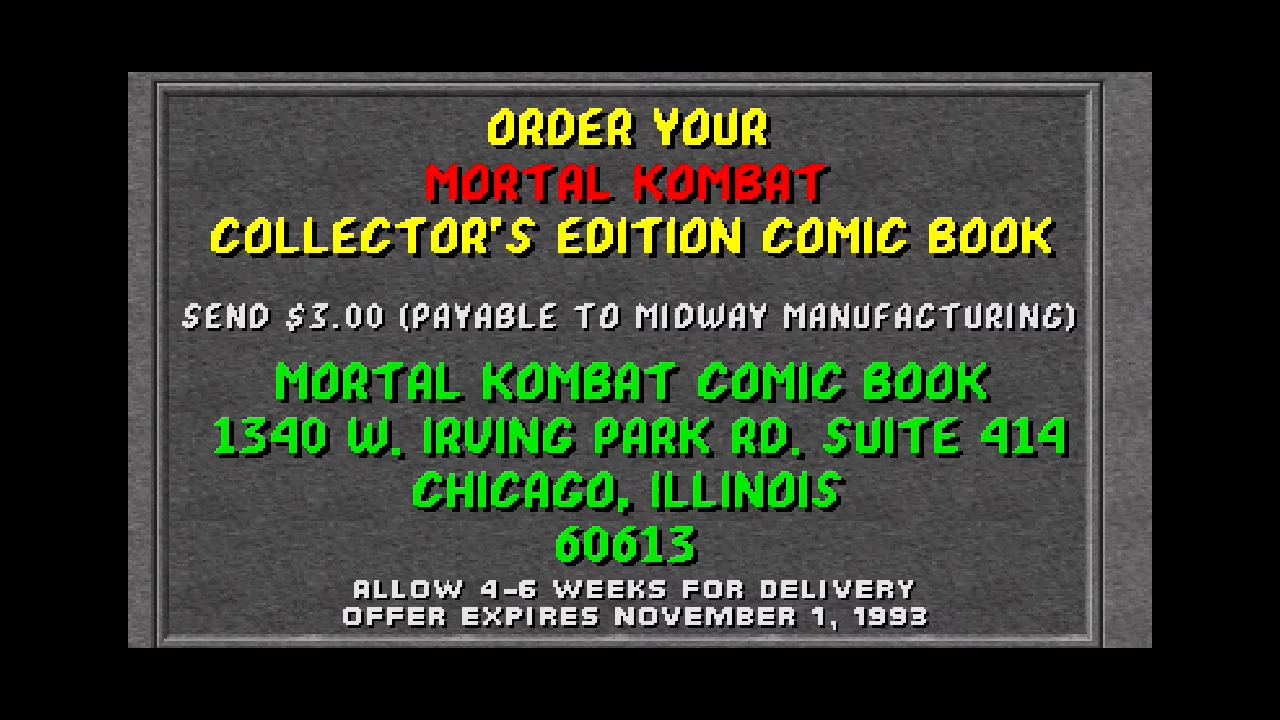 ORDER YOUR
MORTAL KOMBAT
COLLECTOR'S EDITION COMIC BOOK
SEND $3.00 (PAYABLE TO MIDWAY MANUFACTURING)
MORTAL KOMBAT COMIC BOOK
1340 W. IRVING PARK RD. SUITE 414
CHICAGO, ILLINOIS
60613
ALLOW 4-6 WEEKS FOR DELIVERY
OFFER EXPIRES NOVEMBER 1, 1993